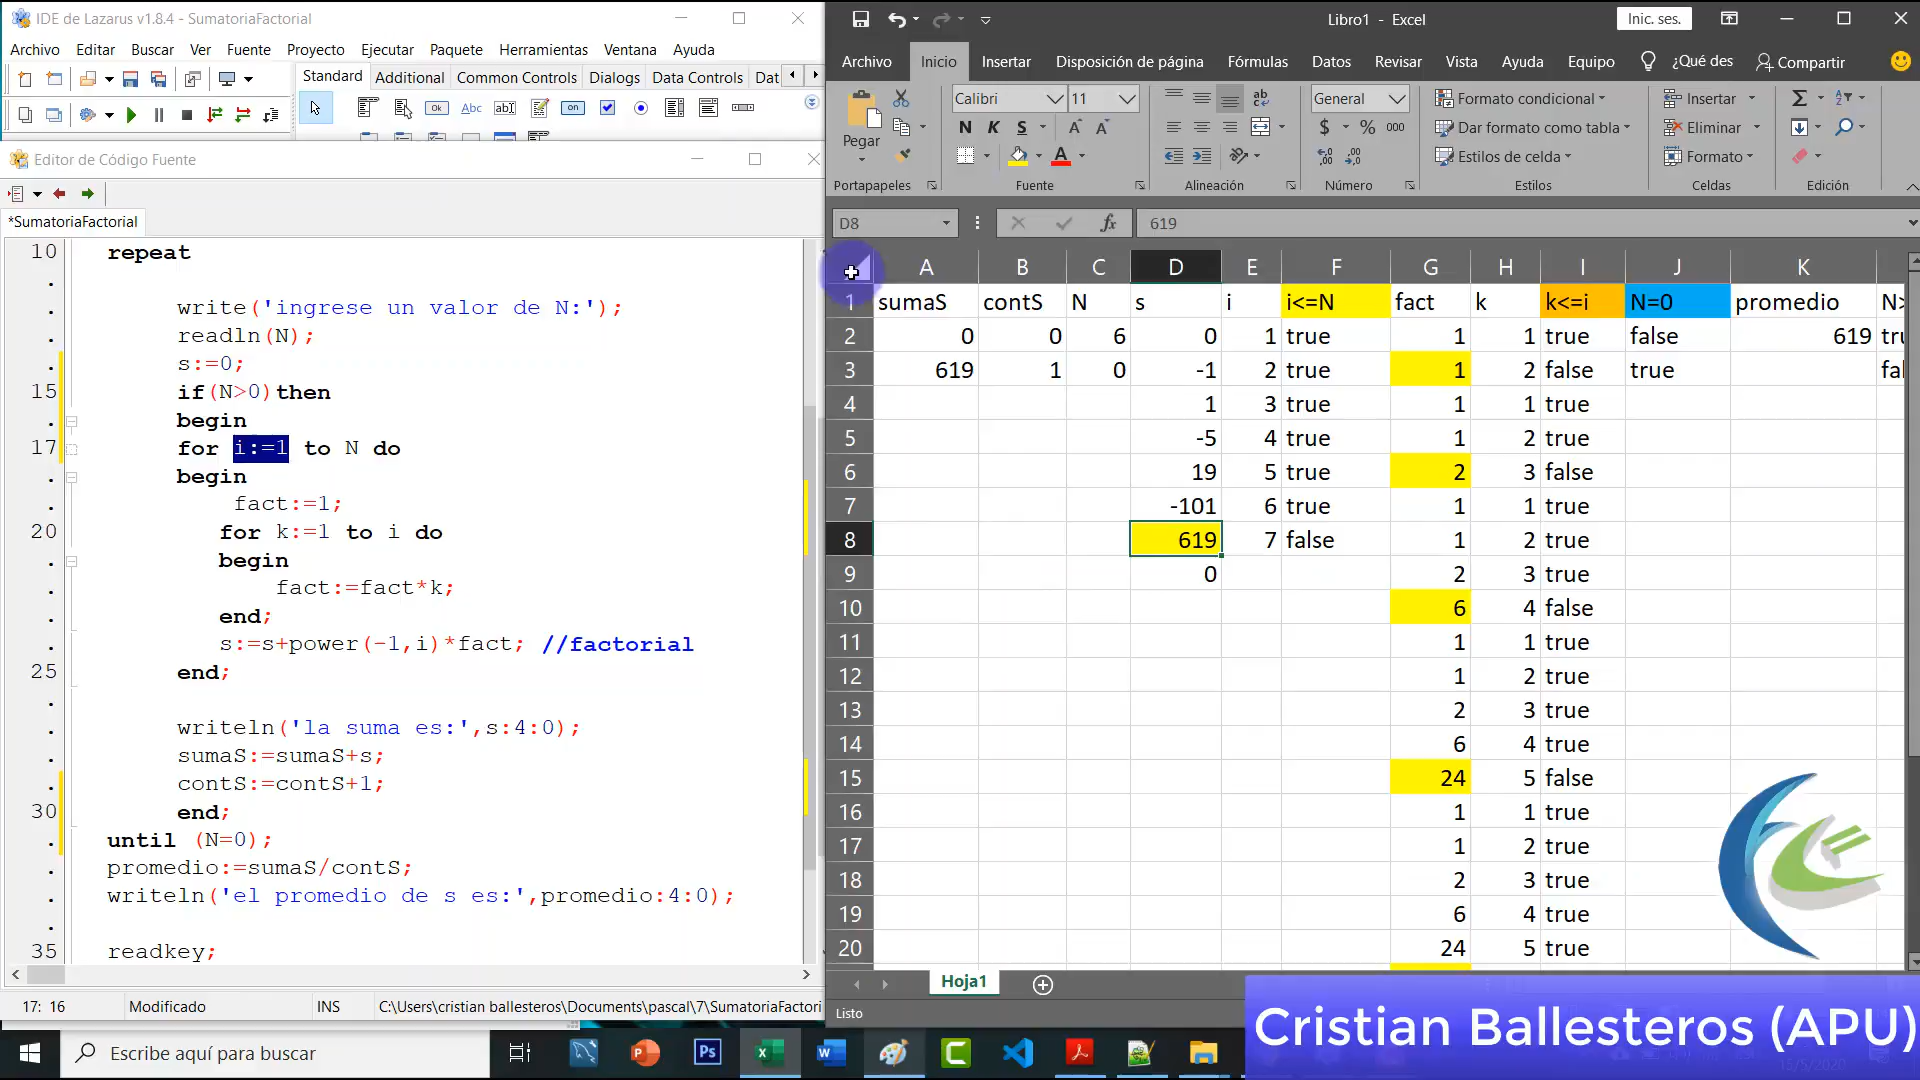 IDE de Lazarus v1.8.4 - SumatoriaFactorial
Archivo Editar Buscar Ver Fuente Proyecto Ejecutar Paquete Herramientas Ventana Ayuda
Standard Additional Common Controls Dialogs Data Controls Dat
Ok Abc abI on
Editor de Código Fuente
*SumatoriaFactorial
10 repeat
write('ingrese un valor de N:');
readln(N);
s:=0;
15 if(N>0)then
begin
17 for i:=1 to N do
begin
fact:=1;
20 for k:=1 to i do
begin
fact:=fact*k;
end;
s:=s+power(-1,i)*fact; //factorial
25 end;
writeln('la suma es:',s:4:0);
sumaS:=sumaS+s;
contS:=contS+1;
30 end;
until (N=0);
promedio:=sumaS/contS;
writeln('el promedio de s es:',promedio:4:0);
35 readkey;
17: 16 Modificado INS C:\Users\cristian ballesteros\Documents\pascal\7\SumatoriaFactori
Libro1 - Excel Inic. ses.
Archivo Inicio Insertar Disposición de página Fórmulas Datos Revisar Vista Ayuda Equipo ¿Qué des Compartir
Pegar Calibri 11 General Formato condicional Insertar
N K S $ % 000 Dar formato como tabla Eliminar
Estilos de celda Formato
Portapapeles Fuente Alineación Número Estilos Celdas Edición
D8 fx 619
A B C D E F G H I J K
1 sumaS contS N s i i<=N fact k k<=i N=0 promedio N>
2 0 0 6 0 1 true 1 1 true false 619 tru
3 619 1 0 -1 2 true 1 2 false true fal
4 1 3 true 1 1 true
5 -5 4 true 1 2 true
6 19 5 true 2 3 false
7 -101 6 true 1 1 true
8 619 7 false 1 2 true
9 0 2 3 true
10 6 4 false
11 1 1 true
12 1 2 true
13 2 3 true
14 6 4 true
15 24 5 false
16 1 1 true
17 1 2 true
18 2 3 true
19 6 4 true
20 24 5 true
Hoja1
Listo
Cristian Ballesteros (APU)
Escribe aquí para buscar